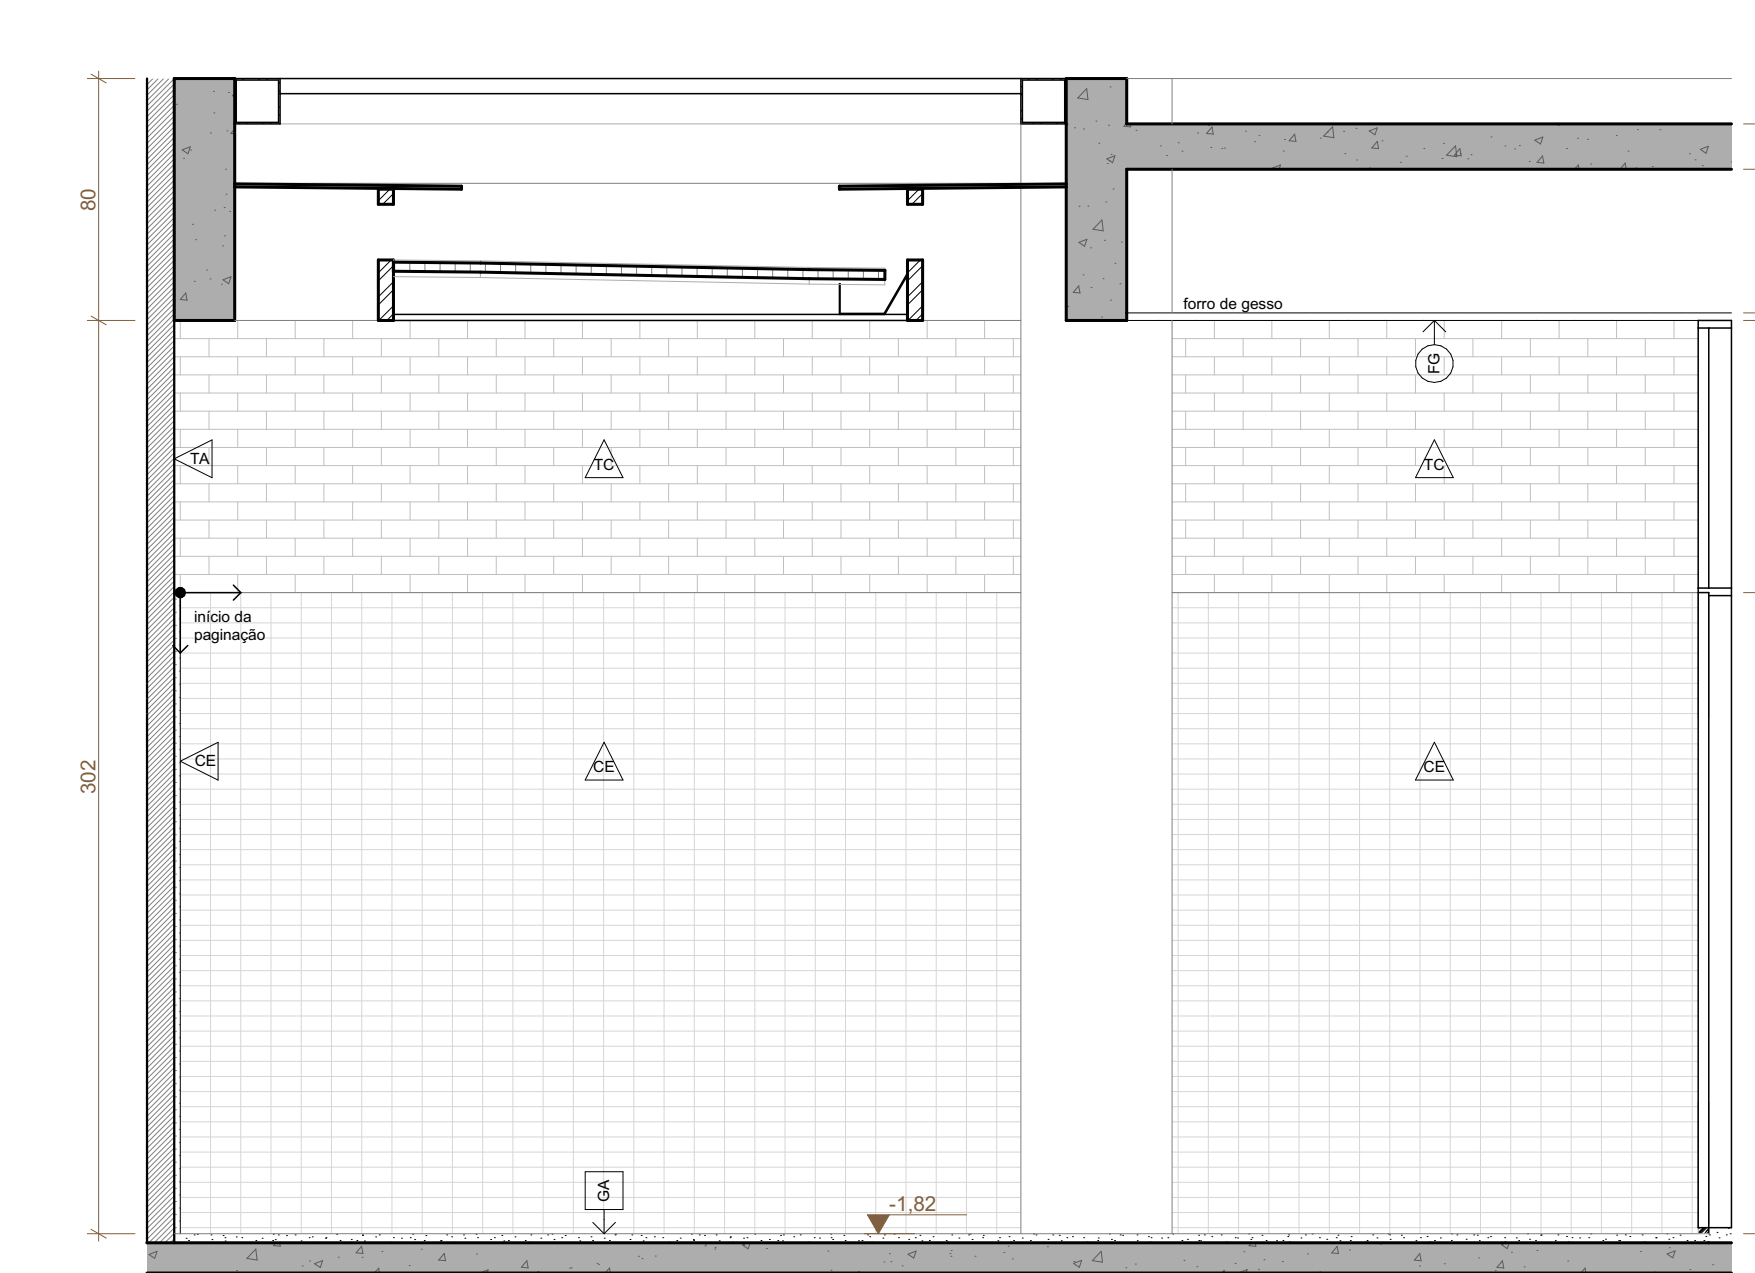 80
forro de gesso
FG
TA
TC
TC
início da
paginação
302
CE
CE
CE
GA
-1,82